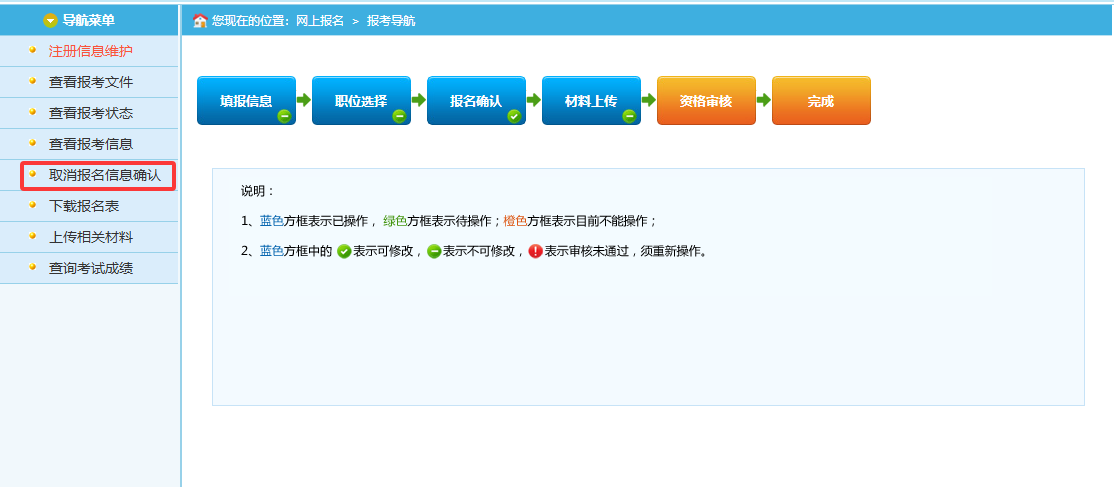 导航菜单
您现在的位置：网上报名 > 报考导航
注册信息维护
查看报考文件
查看报考状态
查看报考信息
取消报名信息确认
下载报名表
上传相关材料
查询考试成绩
填报信息
职位选择
报名确认
材料上传
资格审核
完成
说明：
1、蓝色方框表示已操作，绿色方框表示待操作；橙色方框表示目前不能操作；
2、蓝色方框中的 表示可修改， 表示不可修改， 表示审核未通过，须重新操作。